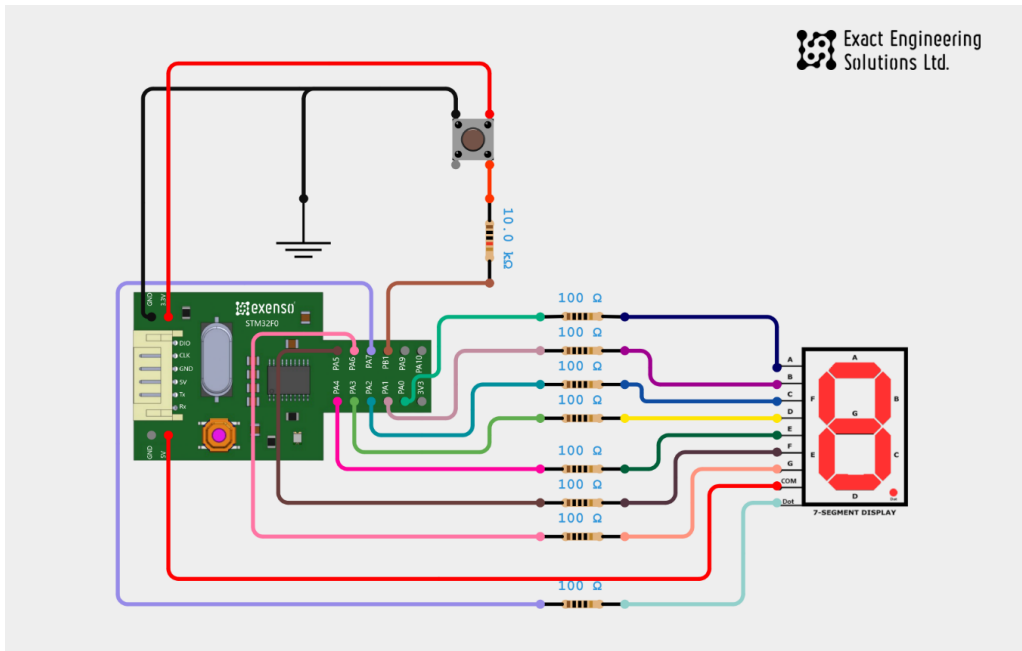 Exact Engineering
Solutions Ltd.
10.0 kΩ
GND
3.3V
exenso
STM32F0
DIO
CLK
GND
5V
Tx
Rx
GND
5V
PA5
PA6
PA7
PB1
PA9
PA10
PA4
PA3
PA2
PA1
PA0
3V3
100 Ω
100 Ω
100 Ω
100 Ω
100 Ω
100 Ω
100 Ω
100 Ω
A
B
C
D
E
F
G
COM
Dot
A
F
B
G
E
C
D
7-SEGMENT DISPLAY